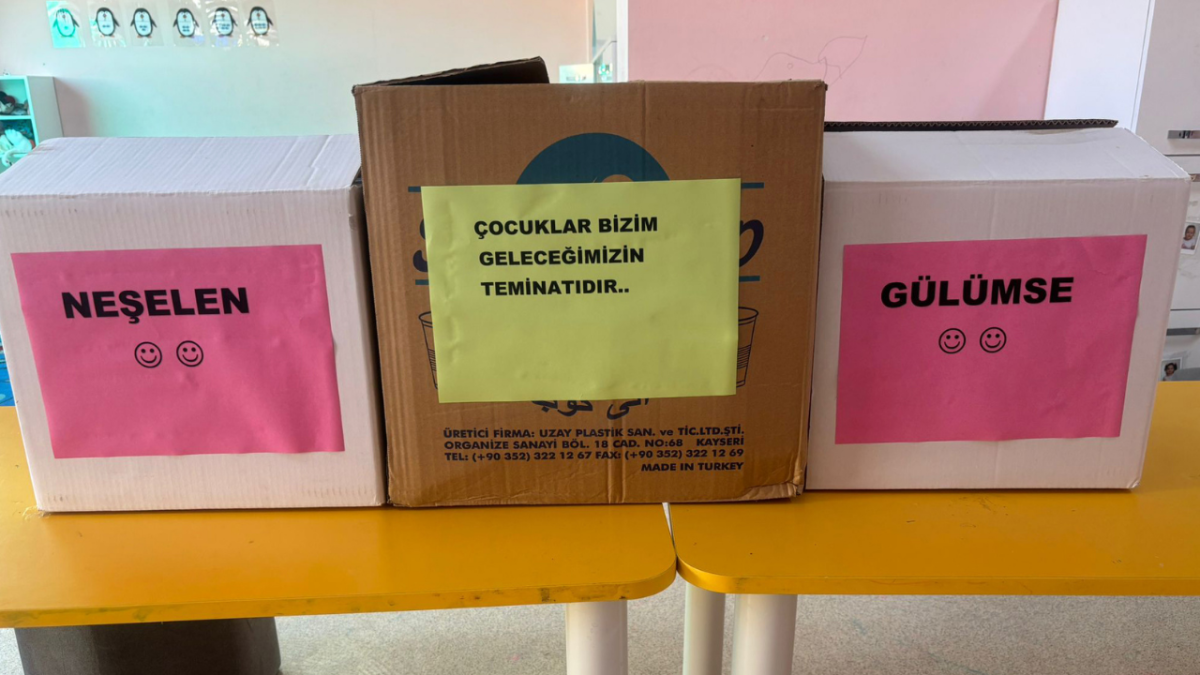 NEŞELEN
ÇOCUKLAR BİZİM
GELECEĞİMİZİN
TEMİNATIDIR..
GÜLÜMSE
ÜRETİCİ FİRMA: UZAY PLASTİK SAN. ve TİC.LTD.ŞTİ.
ORGANİZE SANAYİ BÖL. 18 CAD. NO:68 KAYSERİ
TEL: (+90 352) 322 12 67 FAX: (+90 352) 322 12 69
MADE IN TURKEY